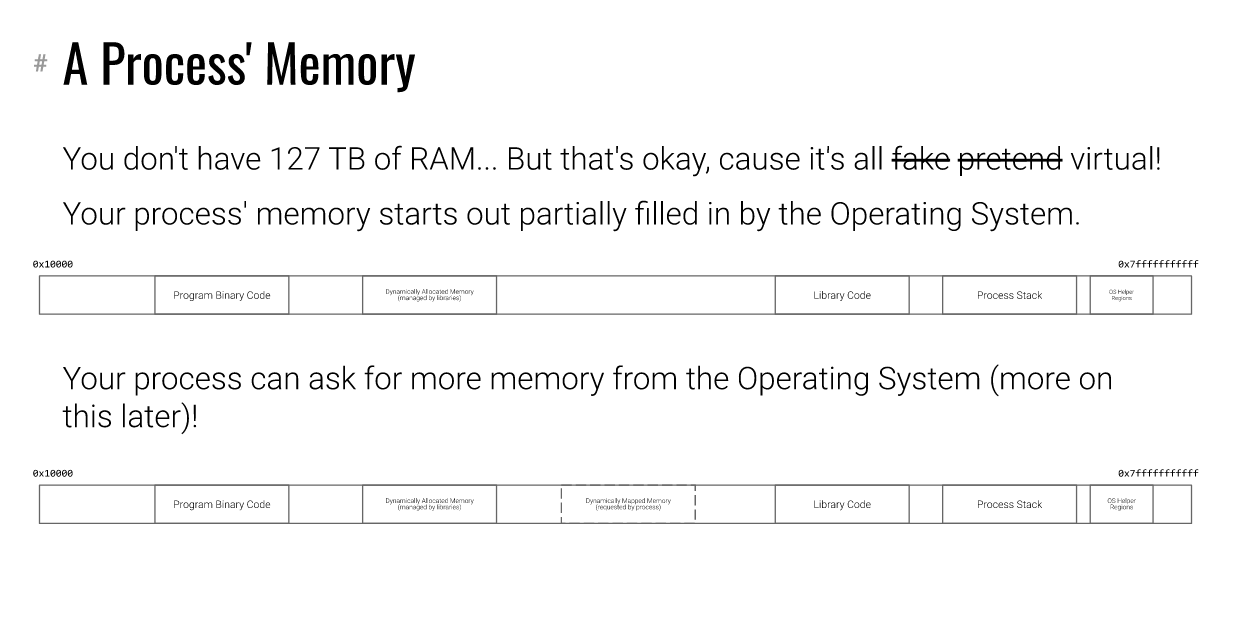 # A Process' Memory
You don't have 127 TB of RAM... But that's okay, cause it's all fake pretend virtual!
Your process' memory starts out partially filled in by the Operating System.
0x10000 0x7fffffffffff
Program Binary Code
Dynamically Allocated Memory
(managed by libraries)
Library Code
Process Stack
OS Helper
Regions
Your process can ask for more memory from the Operating System (more on
this later)!
0x10000 0x7fffffffffff
Program Binary Code
Dynamically Allocated Memory
(managed by libraries)
Dynamically Mapped Memory
(requested by process)
Library Code
Process Stack
OS Helper
Regions